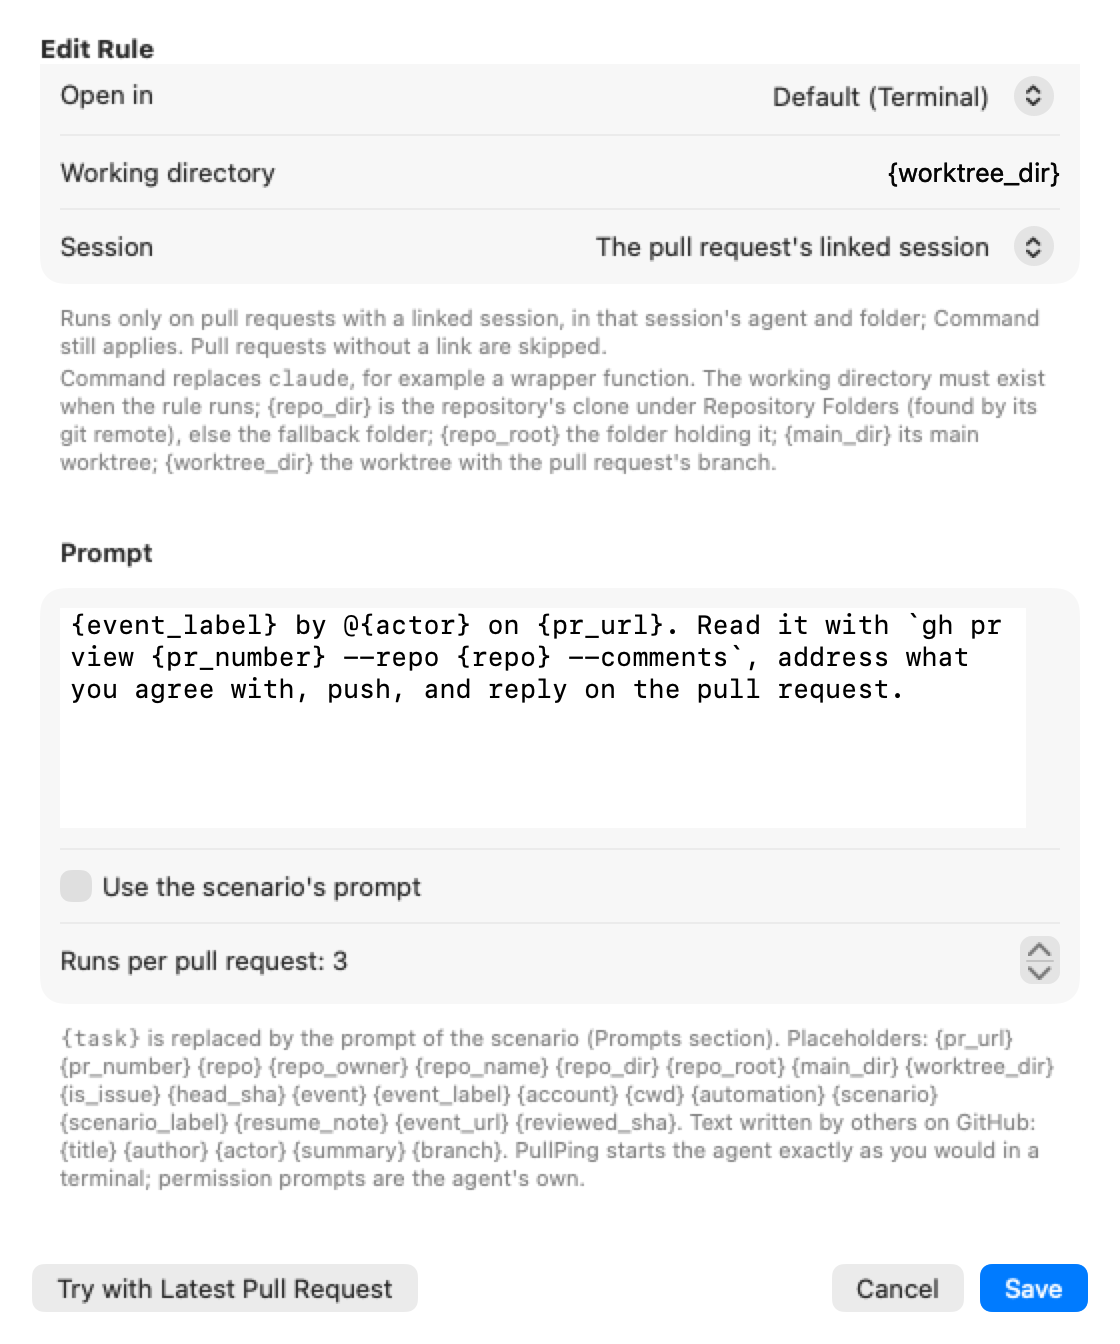 Edit Rule
Open in Default (Terminal)
Working directory {worktree_dir}
Session The pull request's linked session
Runs only on pull requests with a linked session, in that session's agent and folder; Command
still applies. Pull requests without a link are skipped.
Command replaces claude, for example a wrapper function. The working directory must exist
when the rule runs; {repo_dir} is the repository's clone under Repository Folders (found by its
git remote), else the fallback folder; {repo_root} the folder holding it; {main_dir} its main
worktree; {worktree_dir} the worktree with the pull request's branch.
Prompt
{event_label} by @{actor} on {pr_url}. Read it with `gh pr
view {pr_number} --repo {repo} --comments`, address what
you agree with, push, and reply on the pull request.
Use the scenario's prompt
Runs per pull request: 3
{task} is replaced by the prompt of the scenario (Prompts section). Placeholders: {pr_url}
{pr_number} {repo} {repo_owner} {repo_name} {repo_dir} {repo_root} {main_dir} {worktree_dir}
{is_issue} {head_sha} {event} {event_label} {account} {cwd} {automation} {scenario}
{scenario_label} {resume_note} {event_url} {reviewed_sha}. Text written by others on GitHub:
{title} {author} {actor} {summary} {branch}. PullPing starts the agent exactly as you would in a
terminal; permission prompts are the agent's own.
Try with Latest Pull Request Cancel Save